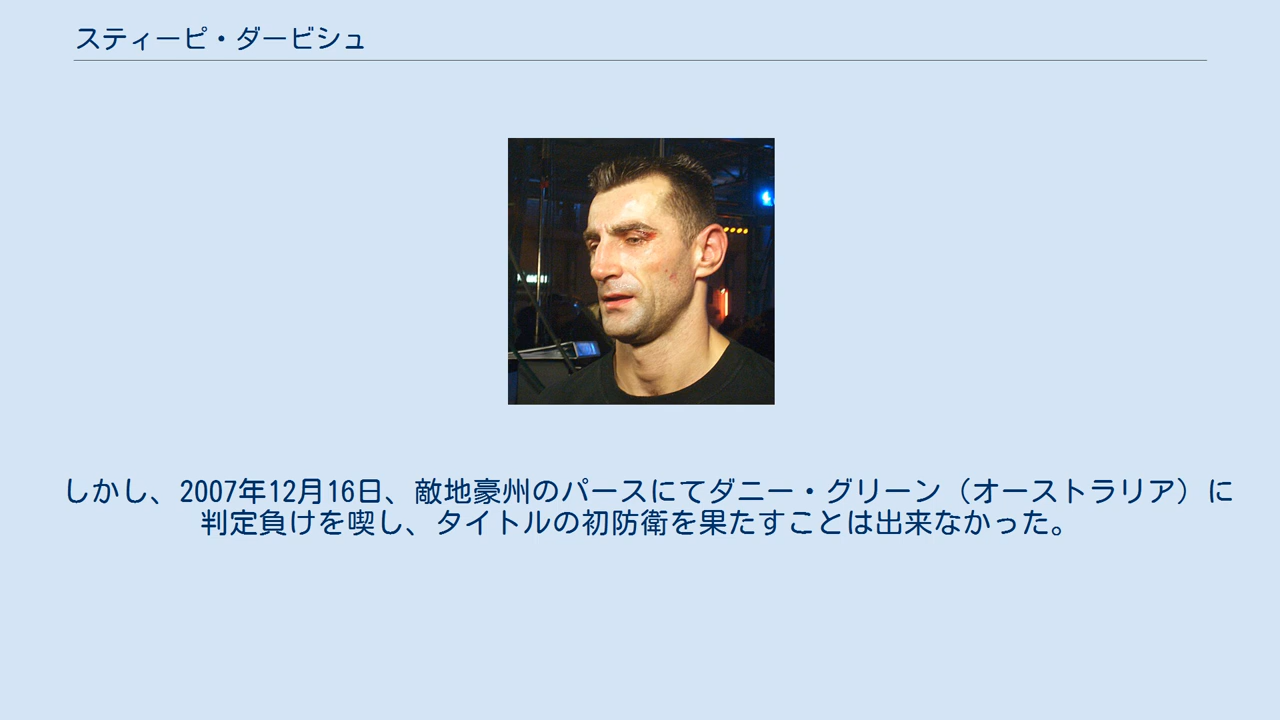 スティーピ・ダービシュ
しかし、2007年12月16日、敵地豪州のパースにてダニー・グリーン（オーストラリア）に
判定負けを喫し、タイトルの初防衛を果たすことは出来なかった。